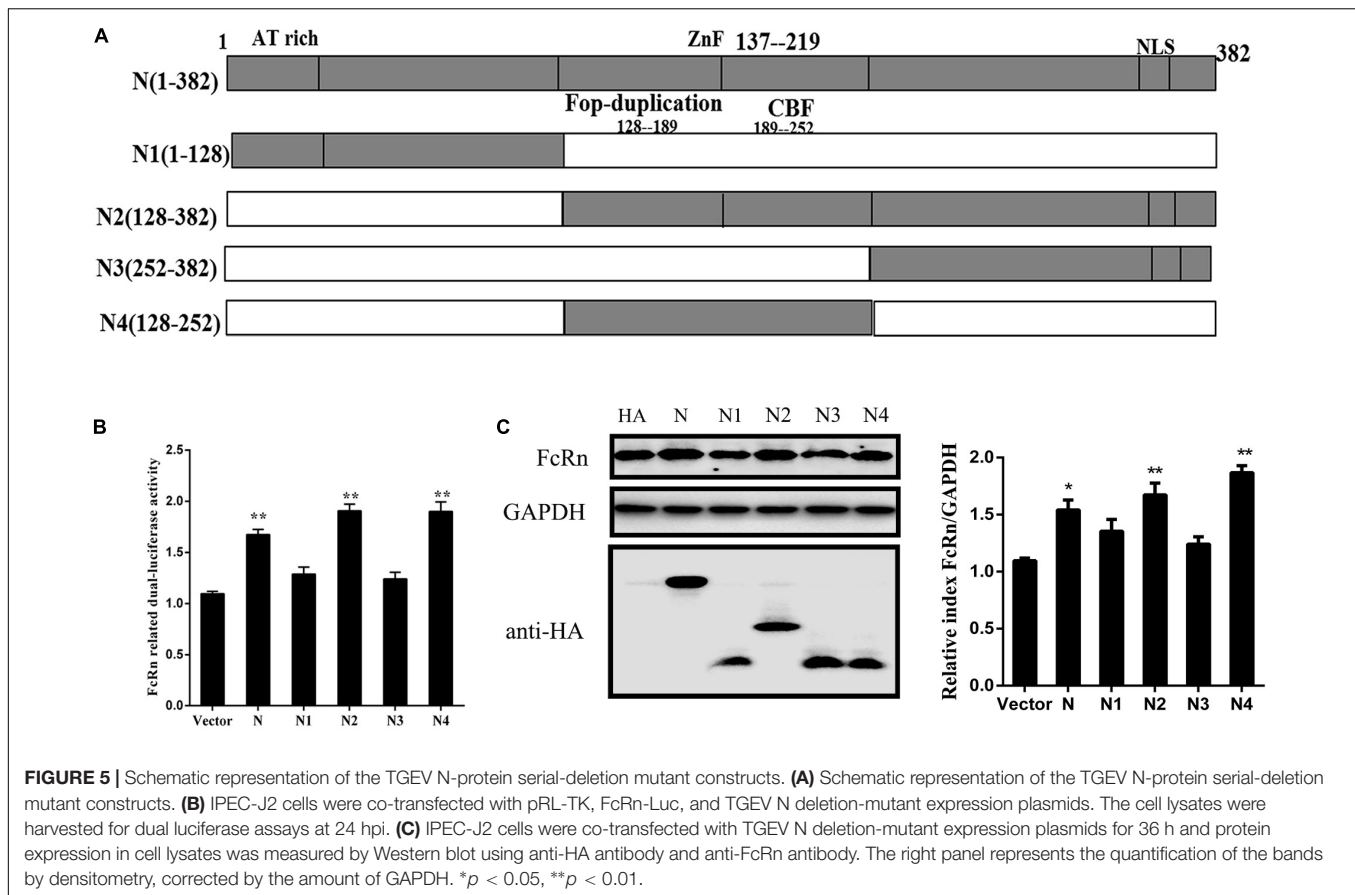 A
1 AT rich ZnF 137--219 NLS 382
N(1-382)
Fop-duplication CBF
128--189 189--252
N1(1-128)
N2(128-382)
N3(252-382)
N4(128-252)
B
FcRn related dual-luciferase activity
2.5
2.0
1.5
1.0
0.5
0.0
** ** **
Vector N N1 N2 N3 N4
C
HA N N1 N2 N3 N4
FcRn
GAPDH
anti-HA
Relative index FcRn/GAPDH
2.0
1.5
1.0
0.5
0.0
* ** **
Vector N N1 N2 N3 N4
FIGURE 5 | Schematic representation of the TGEV N-protein serial-deletion mutant constructs. (A) Schematic representation of the TGEV N-protein serial-deletion
mutant constructs. (B) IPEC-J2 cells were co-transfected with pRL-TK, FcRn-Luc, and TGEV N deletion-mutant expression plasmids. The cell lysates were
harvested for dual luciferase assays at 24 hpi. (C) IPEC-J2 cells were co-transfected with TGEV N deletion-mutant expression plasmids for 36 h and protein
expression in cell lysates was measured by Western blot using anti-HA antibody and anti-FcRn antibody. The right panel represents the quantification of the bands
by densitometry, corrected by the amount of GAPDH. *p < 0.05, **p < 0.01.